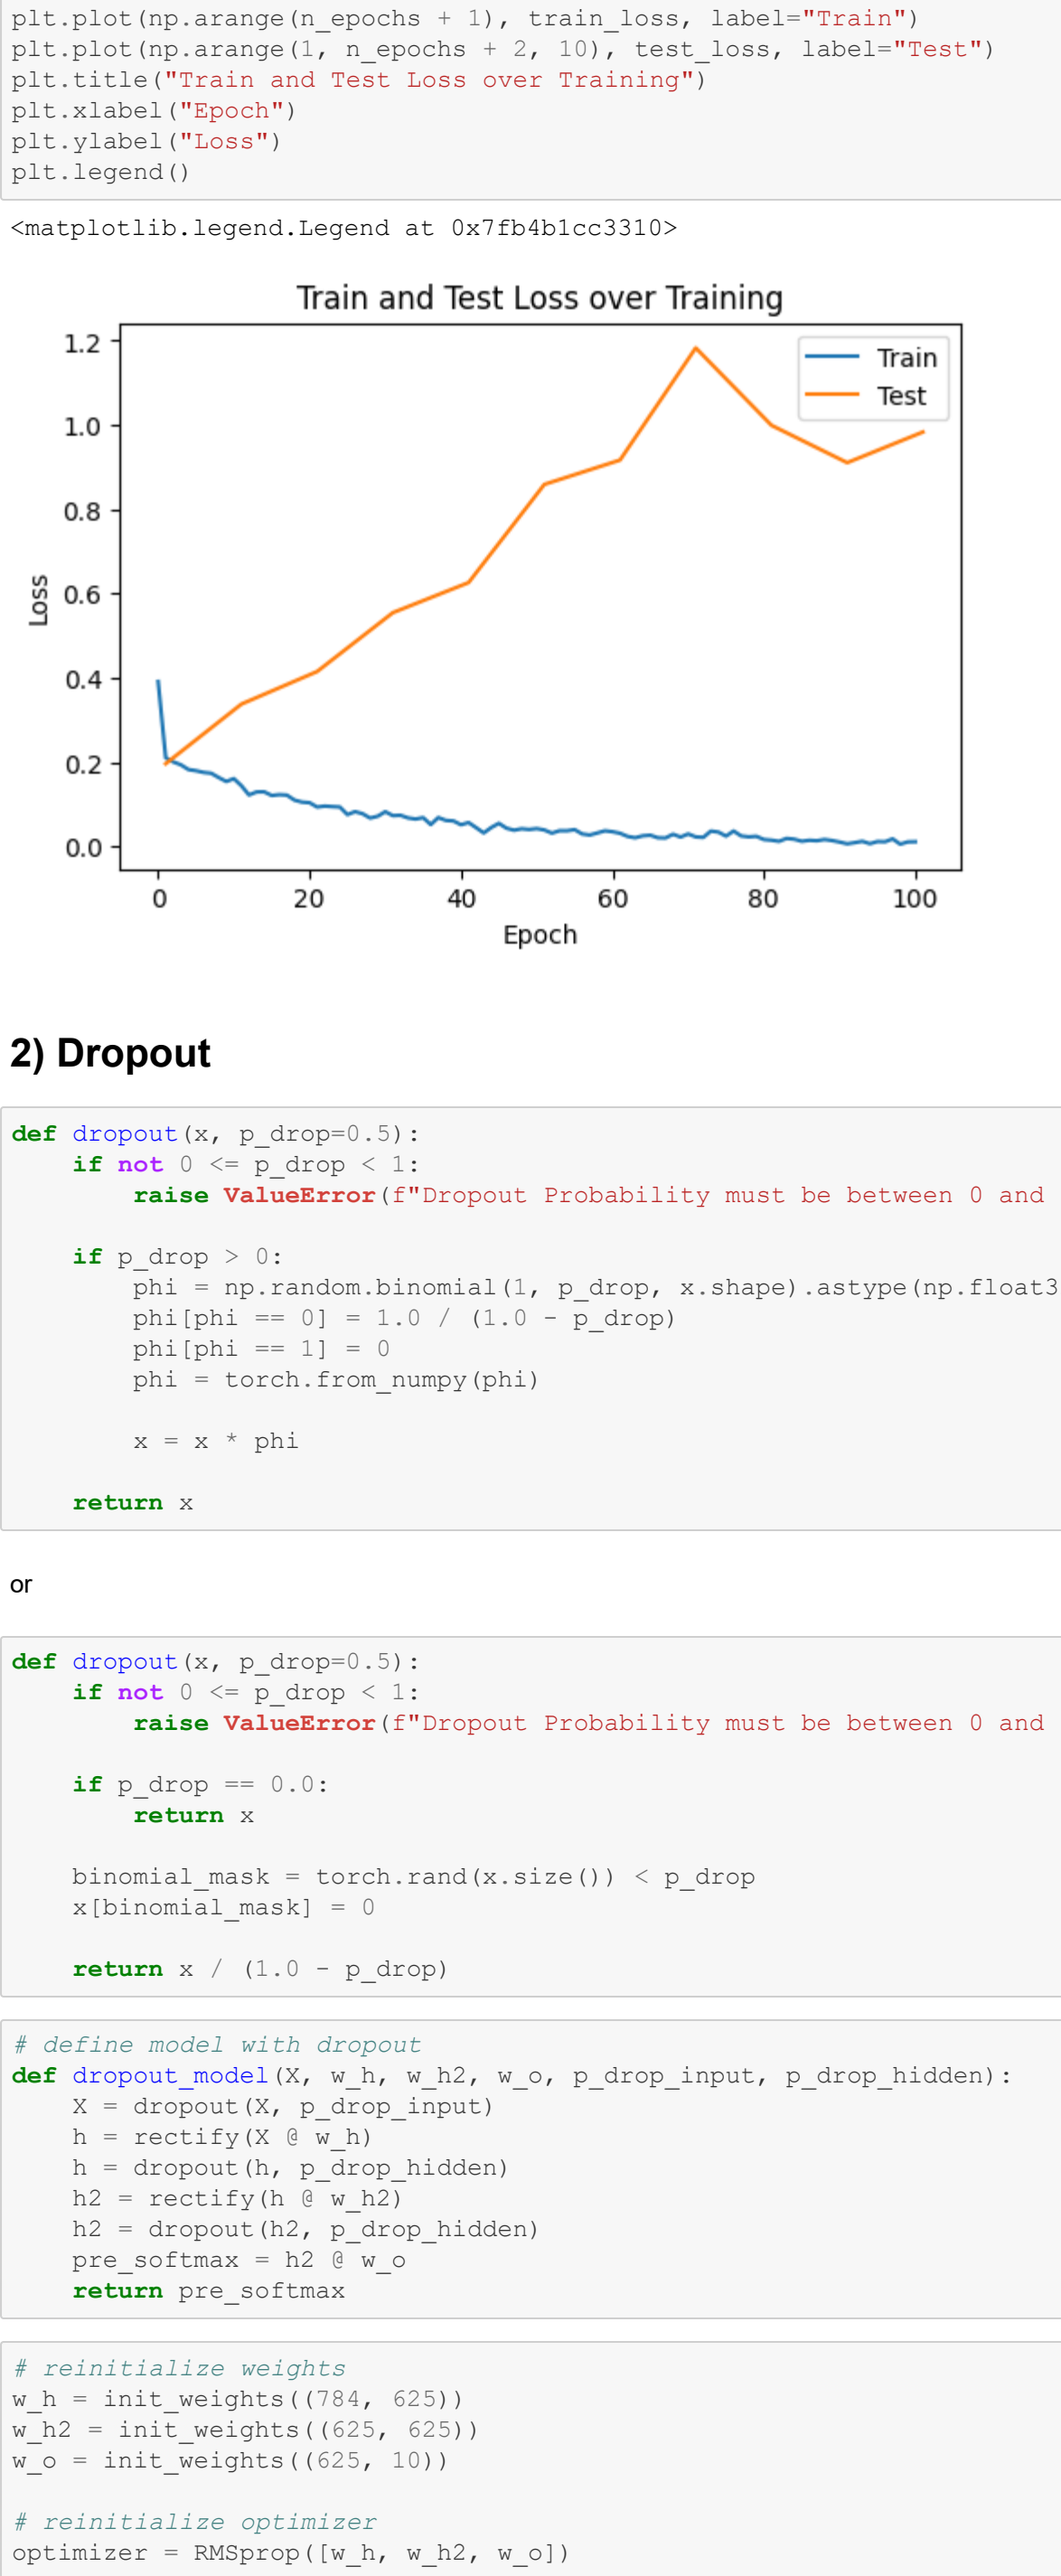 plt.plot(np.arange(n_epochs + 1), train_loss, label="Train")
plt.plot(np.arange(1, n_epochs + 2, 10), test_loss, label="Test")
plt.title("Train and Test Loss over Training")
plt.xlabel("Epoch")
plt.ylabel("Loss")
plt.legend()
<matplotlib.legend.Legend at 0x7fb4b1cc3310>
Train and Test Loss over Training
1.2
1.0
0.8
0.6
0.4
0.2
0.0
Loss
Train
Test
0 20 40 60 80 100
Epoch
2) Dropout
def dropout(x, p_drop=0.5):
    if not 0 <= p_drop < 1:
        raise ValueError(f"Dropout Probability must be between 0 and
    if p_drop > 0:
        phi = np.random.binomial(1, p_drop, x.shape).astype(np.float3
        phi[phi == 0] = 1.0 / (1.0 - p_drop)
        phi[phi == 1] = 0
        phi = torch.from_numpy(phi)
        x = x * phi
    return x
or
def dropout(x, p_drop=0.5):
    if not 0 <= p_drop < 1:
        raise ValueError(f"Dropout Probability must be between 0 and
    if p_drop == 0.0:
        return x
    binomial_mask = torch.rand(x.size()) < p_drop
    x[binomial_mask] = 0
    return x / (1.0 - p_drop)
# define model with dropout
def dropout_model(X, w_h, w_h2, w_o, p_drop_input, p_drop_hidden):
    X = dropout(X, p_drop_input)
    h = rectify(X @ w_h)
    h = dropout(h, p_drop_hidden)
    h2 = rectify(h @ w_h2)
    h2 = dropout(h2, p_drop_hidden)
    pre_softmax = h2 @ w_o
    return pre_softmax
# reinitialize weights
w_h = init_weights((784, 625))
w_h2 = init_weights((625, 625))
w_o = init_weights((625, 10))
# reinitialize optimizer
optimizer = RMSprop([w_h, w_h2, w_o])